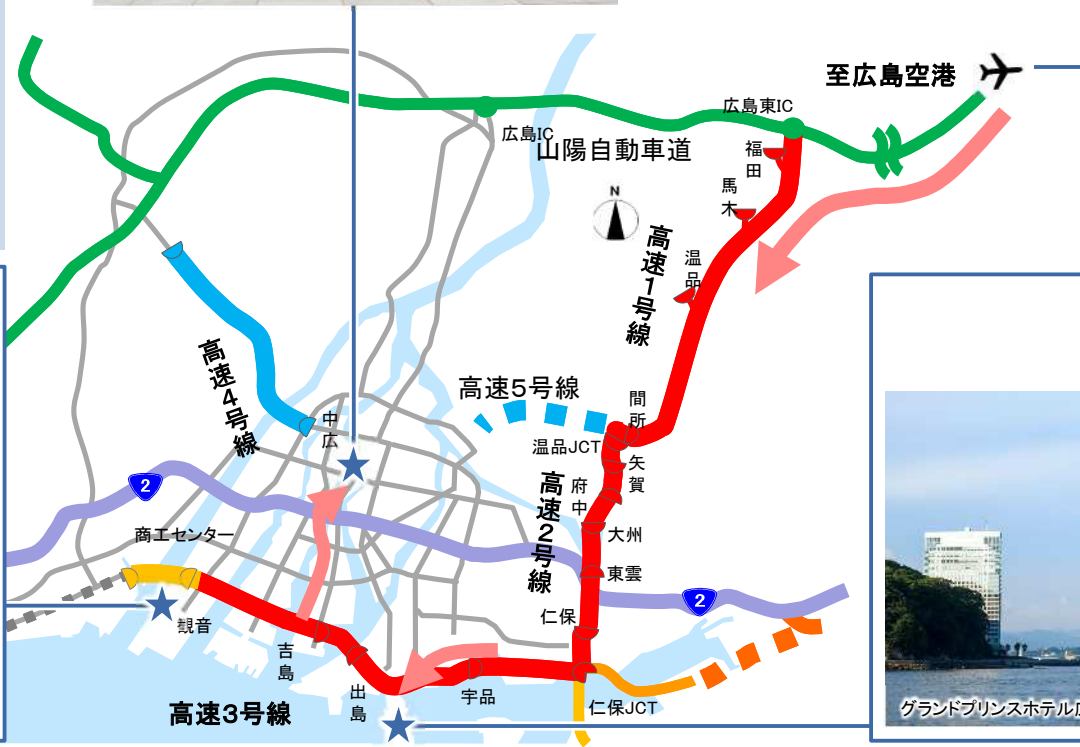 至広島空港
広島東IC
広島IC
山陽自動車道
福田
馬木
N
高速1号線
温品
高速4号線
高速5号線
間所
中広
温品JCT
矢賀
高速2号線
府中
2
大州
商工センター
東雲
2
仁保
観音
吉島
出島
宇品
高速3号線
仁保JCT
グランドプリンスホテル